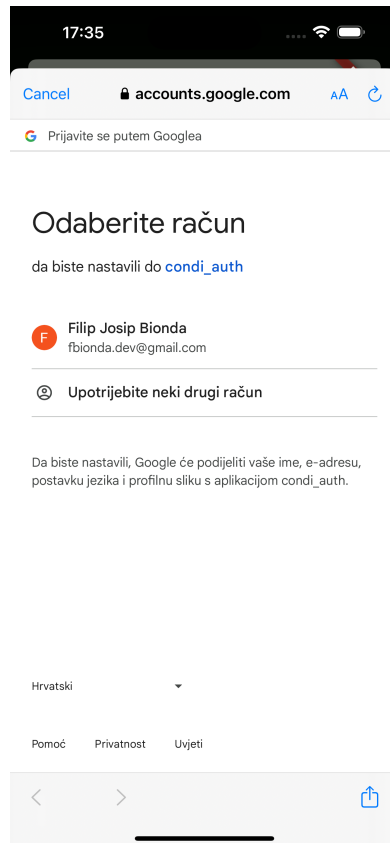 17:35
Cancel
accounts.google.com
AA
Prijavite se putem Googlea
Odaberite račun
da biste nastavili do condi_auth
F
Filip Josip Bionda
fbionda.dev@gmail.com
Upotrijebite neki drugi račun
Da biste nastavili, Google će podijeliti vaše ime, e-adresu,
postavku jezika i profilnu sliku s aplikacijom condi_auth.
Hrvatski
Pomoć Privatnost Uvjeti